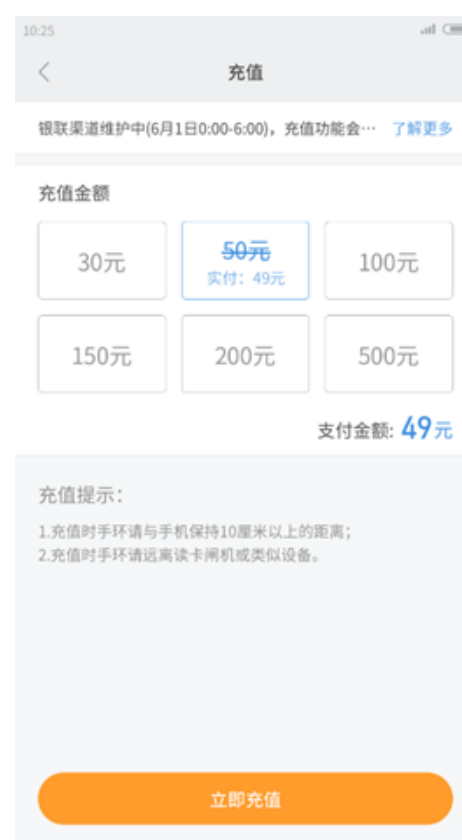 10:25
充值
银联渠道维护中(6月1日0:00-6:00)，充值功能会… 了解更多
充值金额
30元
50元
实付：49元
100元
150元
200元
500元
支付金额: 49元
充值提示：
1.充值时手环请与手机保持10厘米以上的距离；
2.充值时手环请远离读卡闸机或类似设备。
立即充值